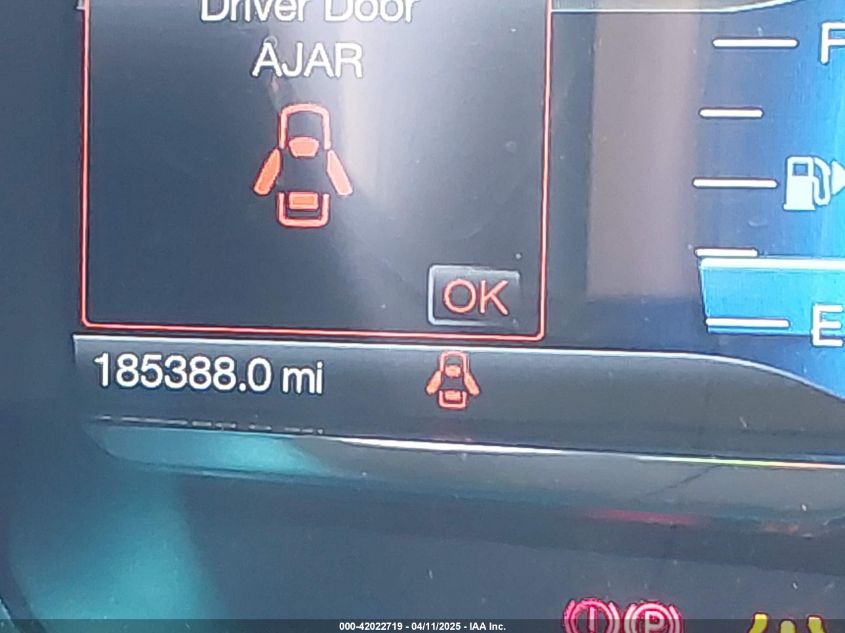 Driver Door
AJAR
F
OK
E
185388.0 mi
P
000-42022719 - 04/11/2025 - IAA Inc.